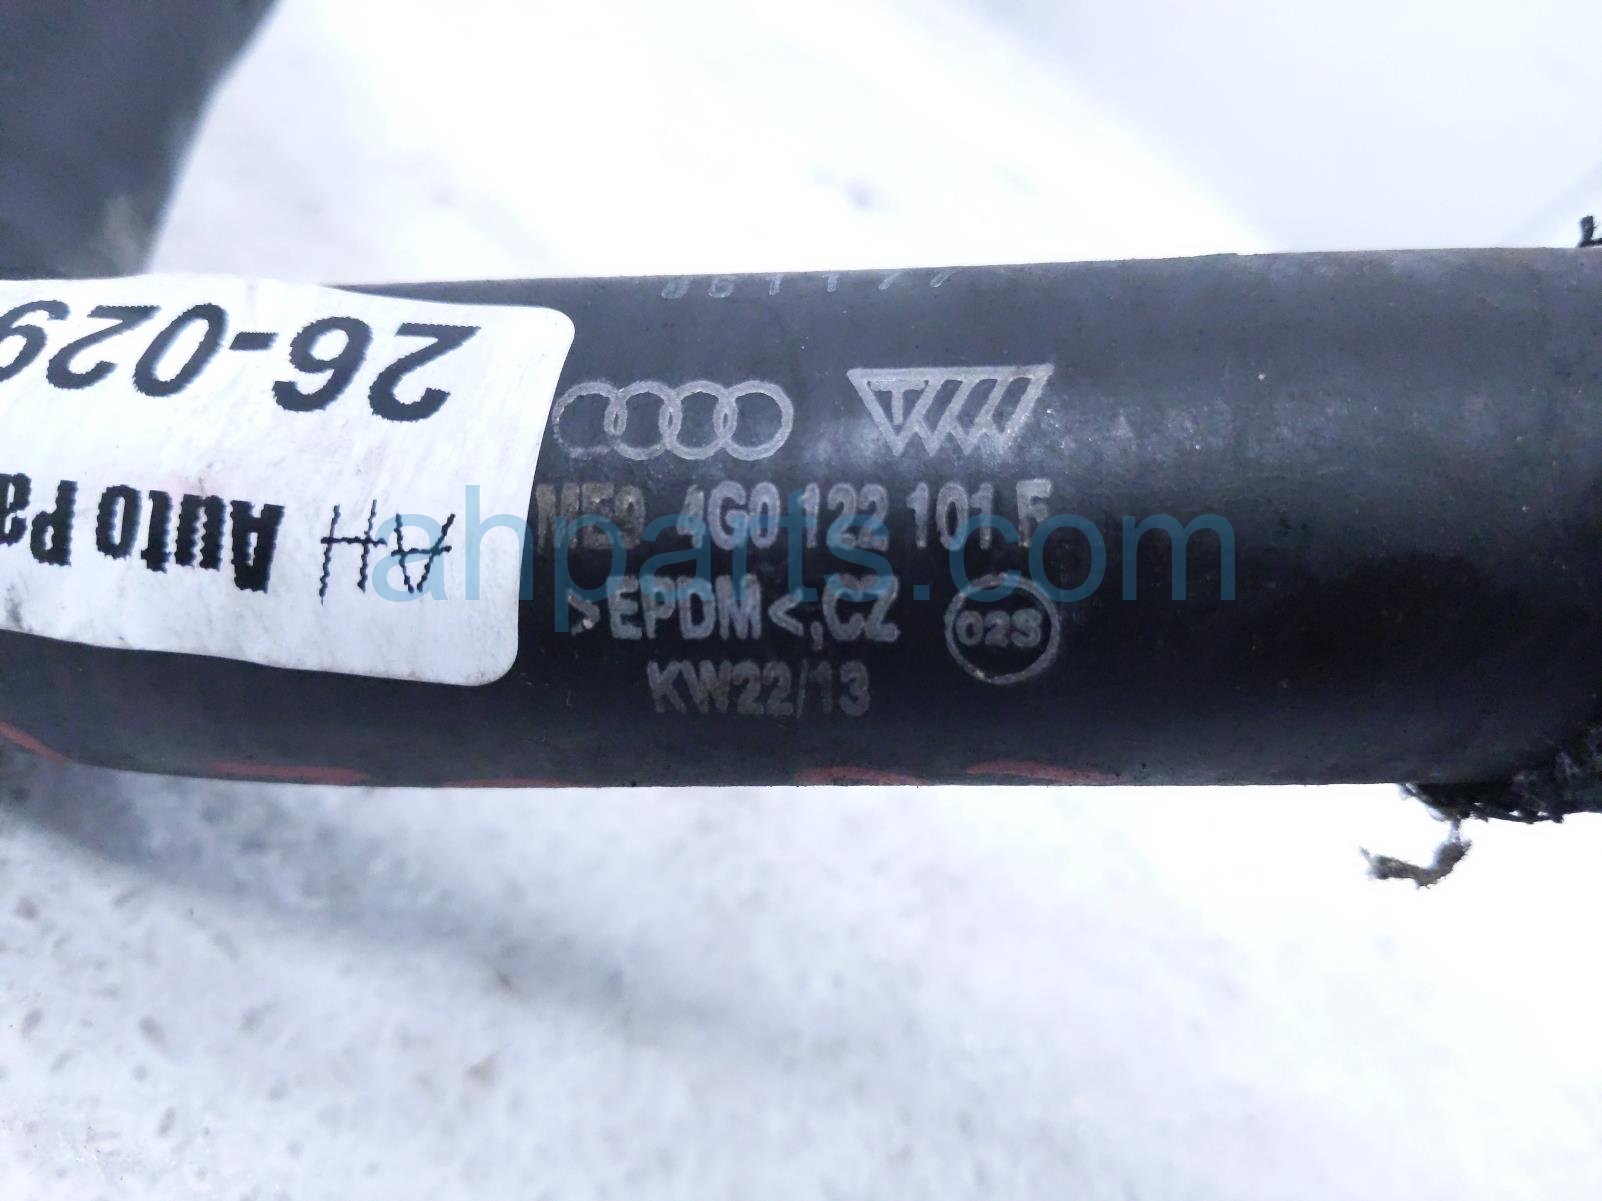 26-029
AH
Auto Pa
T
ME9 4G0 122 101 F
>EPDM<,CZ 02S
KW22/13
ahparts.com